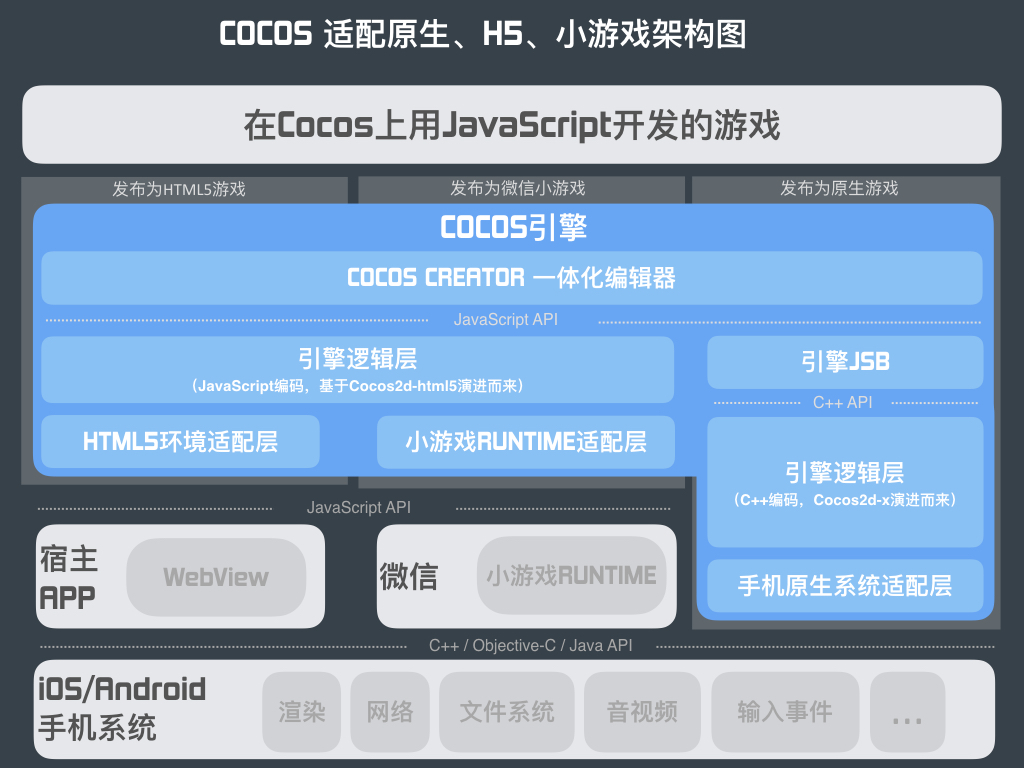 COCOS 适配原生、H5、小游戏架构图
在Cocos上用JavaScript开发的游戏
发布为HTML5游戏
发布为微信小游戏
发布为原生游戏
COCOS引擎
COCOS CREATOR 一体化编辑器
JavaScript API
引擎逻辑层
（JavaScript编码，基于Cocos2d-html5演进而来）
引擎JSB
C++ API
HTML5环境适配层
小游戏RUNTIME适配层
引擎逻辑层
（C++编码，Cocos2d-x演进而来）
手机原生系统适配层
JavaScript API
宿主
APP
WebView
微信
小游戏RUNTIME
C++ / Objective-C / Java API
iOS/Android
手机系统
渲染
网络
文件系统
音视频
输入事件
...